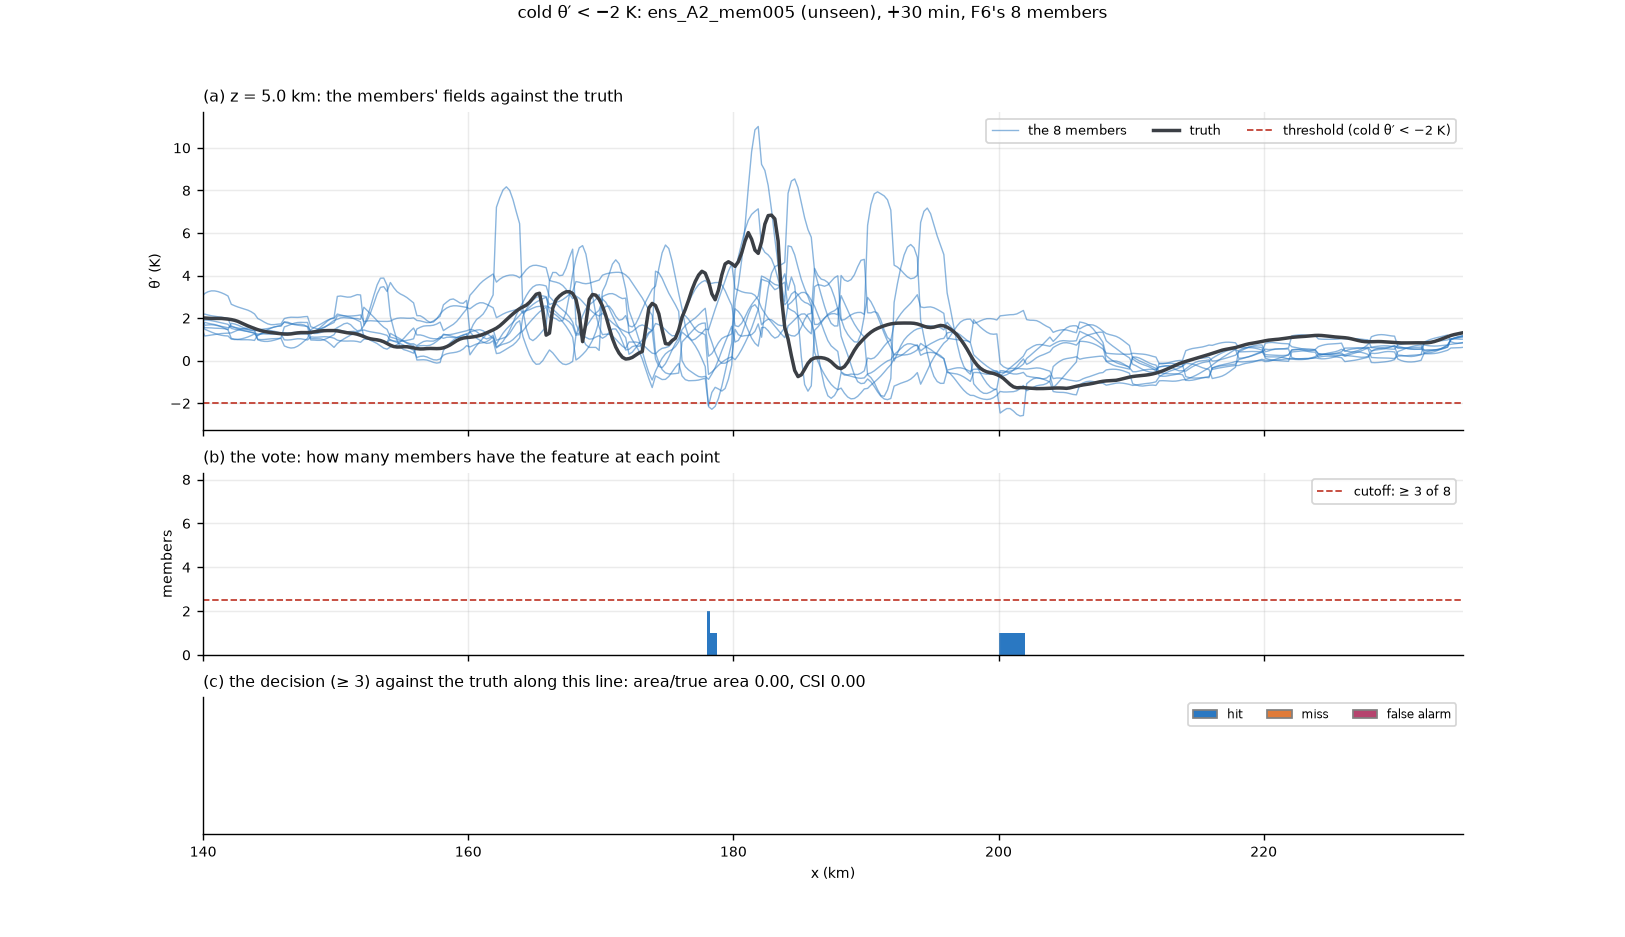 cold θ′ < −2 K: ens_A2_mem005 (unseen), +30 min, F6's 8 members
(a) z = 5.0 km: the members' fields against the truth
the 8 members
truth
threshold (cold θ′ < −2 K)
10
8
6
4
2
0
−2
θ′ (K)
(b) the vote: how many members have the feature at each point
cutoff: ≥ 3 of 8
8
6
4
2
0
members
(c) the decision (≥ 3) against the truth along this line: area/true area 0.00, CSI 0.00
hit
miss
false alarm
140
160
180
200
220
x (km)